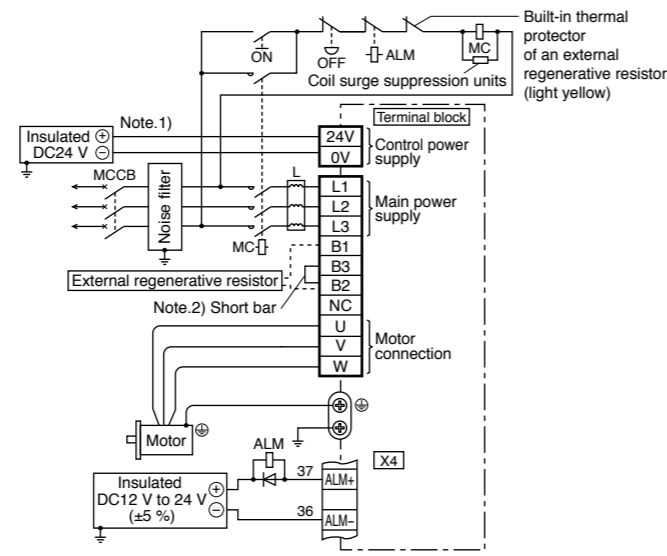 Built-in thermal
protector
of an external
regenerative resistor
(light yellow)
ON
OFF
ALM
MC
Coil surge suppression units
Note.1)
Terminal block
Insulated
DC24 V
+
−
24V
0V
Control power
supply
MCCB
Noise filter
L
MC
L1
L2
L3
Main power
supply
B1
B3
B2
NC
External regenerative resistor
Note.2) Short bar
U
V
W
Motor
connection
Motor
ALM
X4
Insulated
DC12 V to 24 V
(±5 %)
+
−
37
ALM+
36
ALM−